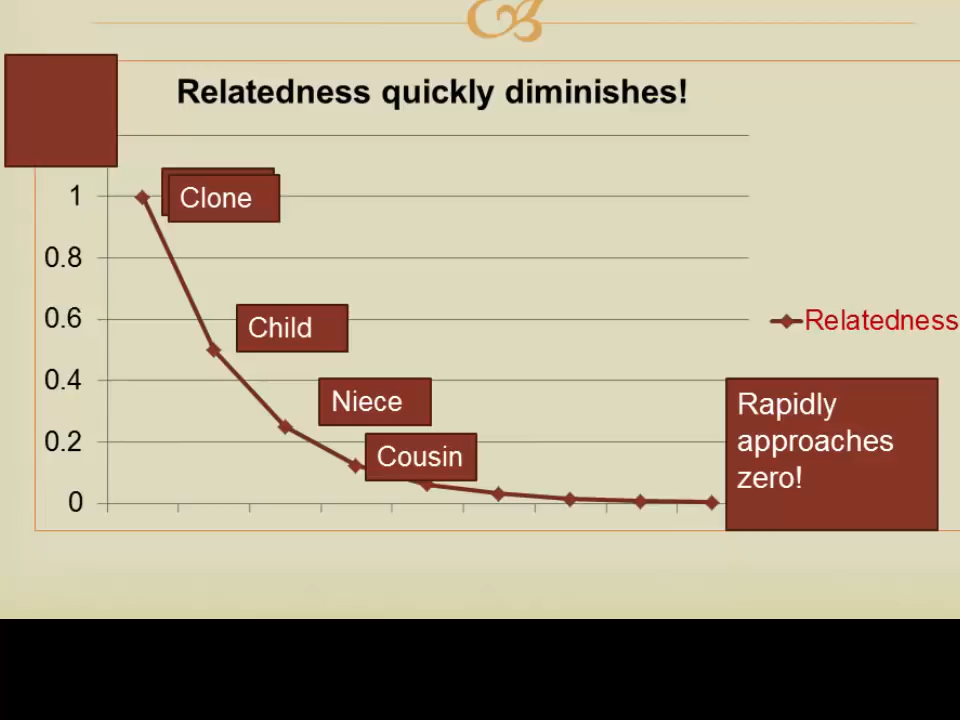 Relatedness quickly diminishes!
1
Clone
0.8
0.6
Child
Relatedness
0.4
Niece
Rapidly
approaches
zero!
0.2
Cousin
0